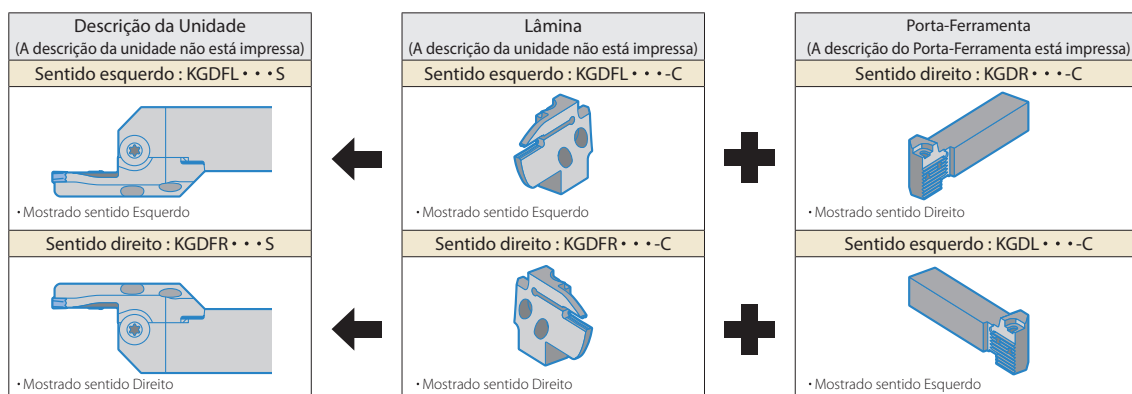 Descrição da Unidade
(A descrição da unidade não está impressa)
Lâmina
(A descrição da unidade não está impressa)
Porta-Ferramenta
(A descrição do Porta-Ferramenta está impressa)
Sentido esquerdo : KGDFL・・・S
Sentido esquerdo : KGDFL・・・-C
Sentido direito : KGDR・・・-C
・Mostrado sentido Esquerdo
・Mostrado sentido Esquerdo
・Mostrado sentido Direito
Sentido direito : KGDFR・・・S
Sentido direito : KGDFR・・・-C
Sentido esquerdo : KGDL・・・-C
・Mostrado sentido Direito
・Mostrado sentido Direito
・Mostrado sentido Esquerdo